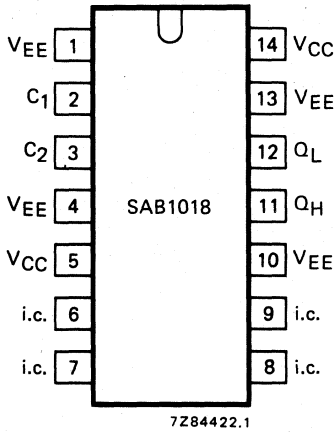 VEE 1 14 VCC
C1 2 13 VEE
C2 3 12 QL
VEE 4 SAB1018 11 QH
VCC 5 10 VEE
i.c. 6 9 i.c.
i.c. 7 8 i.c.
7Z84422.1